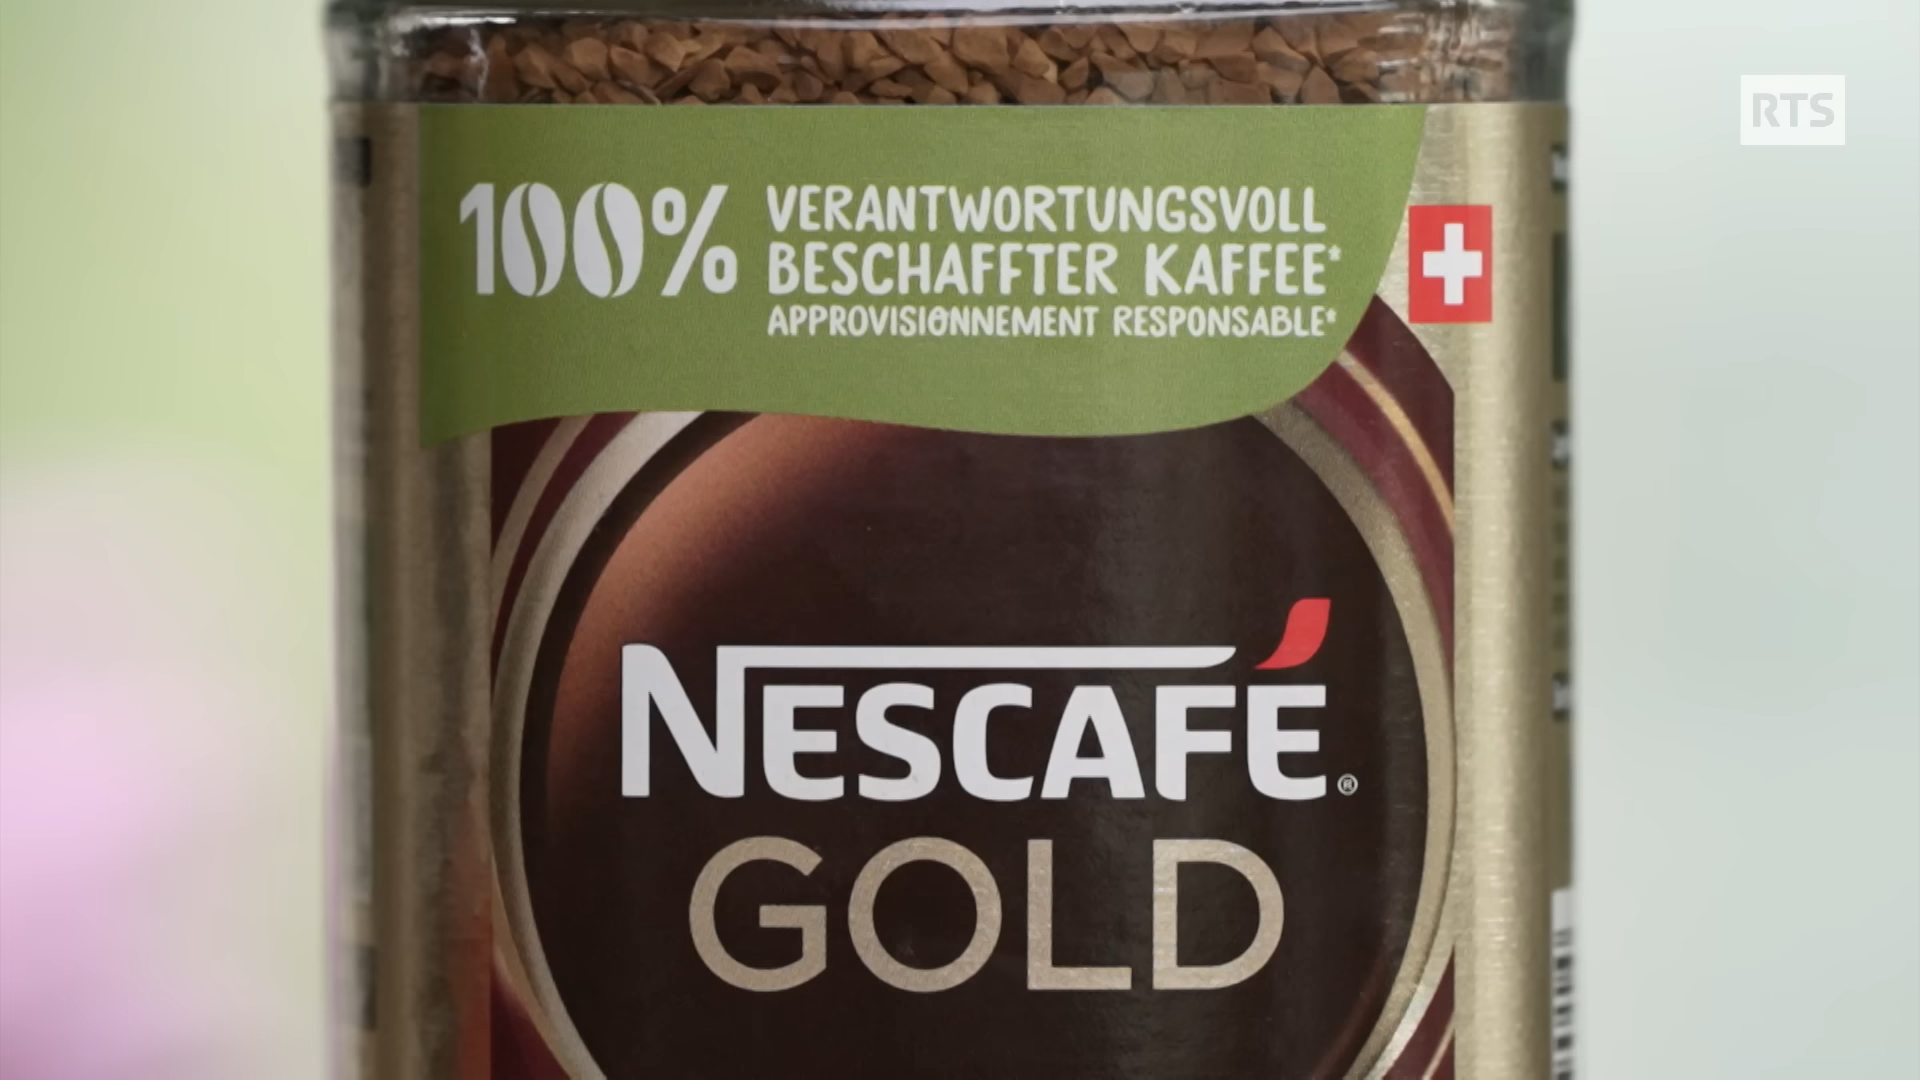 RTS
100% VERANTWORTUNGSVOLL
BESCHAFFTER KAFFEE*
APPROVISIONNEMENT RESPONSABLE*
NESCAFÉ®
GOLD